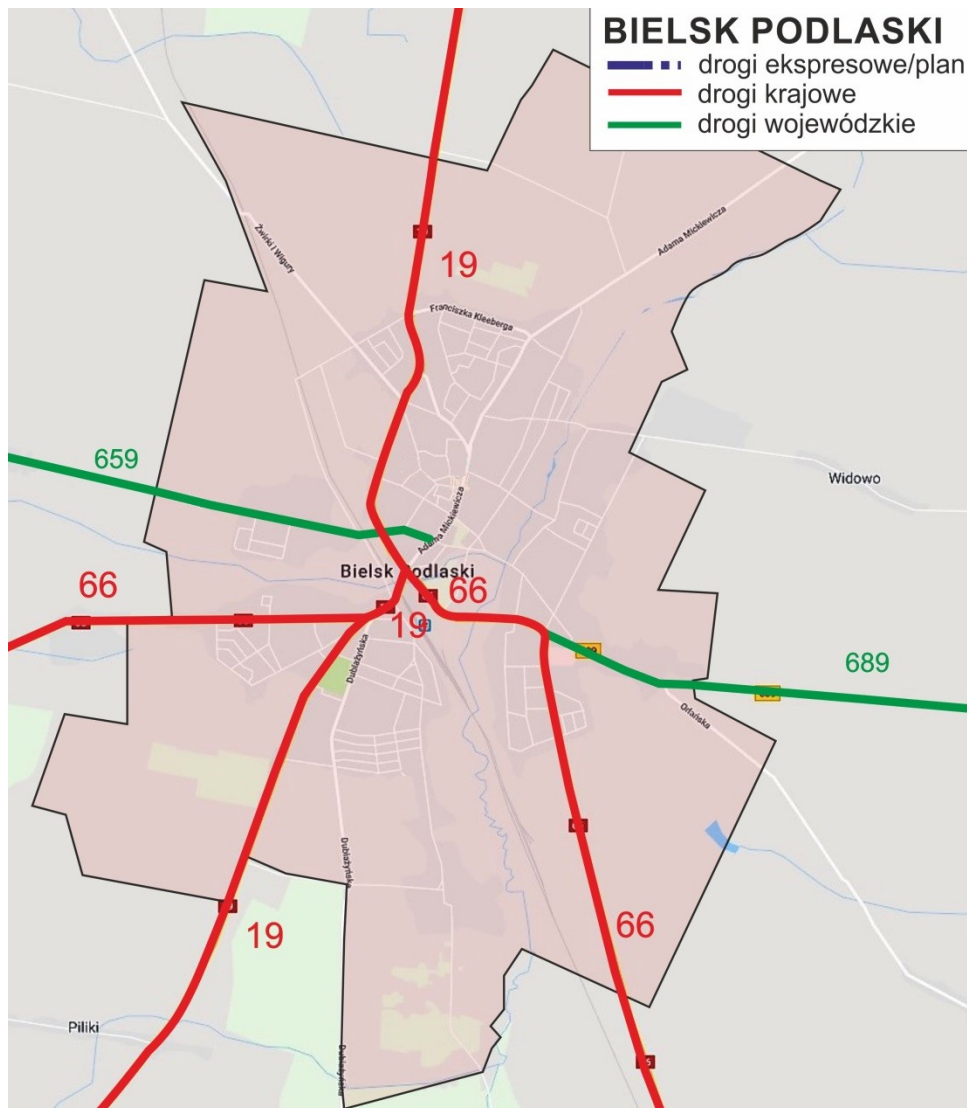 BIELSK PODLASKI
drogi ekspresowe/plan
drogi krajowe
drogi wojewódzkie
Adama Mickiewicza
Żwirki i Wigury
19
Franciszka Kleeberga
659
Widowo
Adama Mickiewicza
Bielsk Podlaski
66
66
19
689
Dubiażyńska
Orlańska
Dubiażyńska
66
19
Piliki
Dubiażyńska